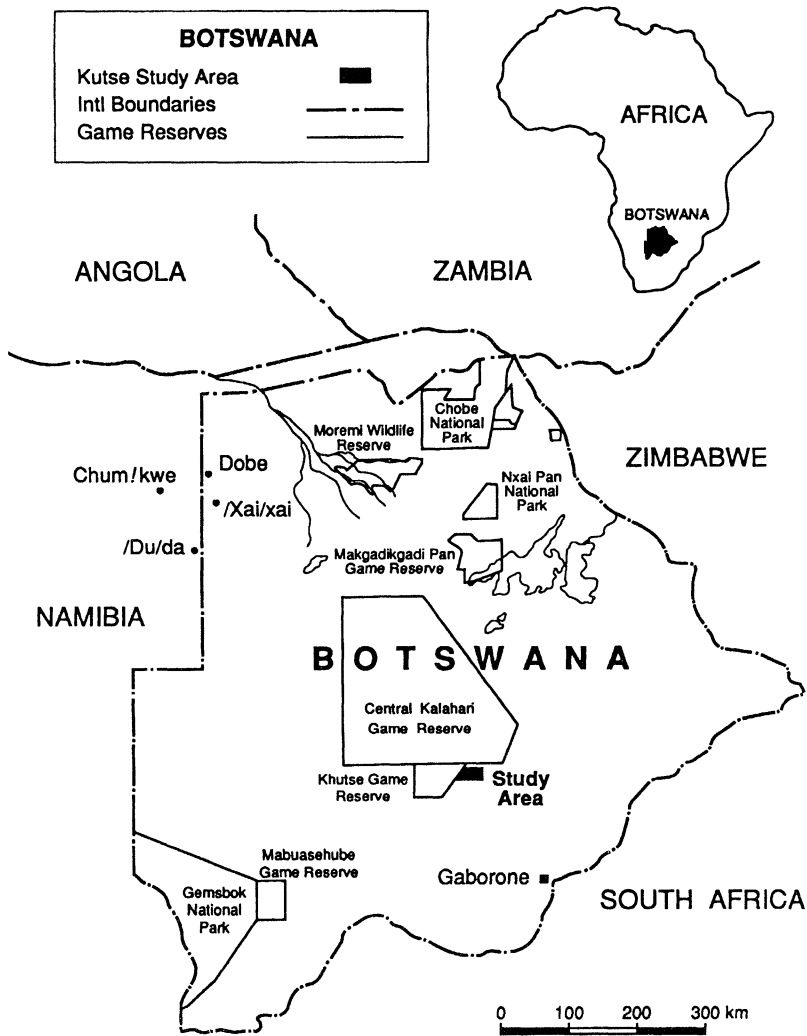 BOTSWANA
Kutse Study Area
Intl Boundaries
Game Reserves
AFRICA
BOTSWANA
ANGOLA
ZAMBIA
Chobe
National
Park
Moremi Wildlife
Reserve
ZIMBABWE
Dobe
Chum!kwe
/Xai/xai
Nxai Pan
National
Park
/Du/da
Makgadikgadi Pan
Game Reserve
NAMIBIA
BOTSWANA
Central Kalahari
Game Reserve
Khutse Game
Reserve
Study
Area
Mabuasehube
Game Reserve
Gemsbok
National
Park
Gaborone
SOUTH AFRICA
0 100 200 300 km